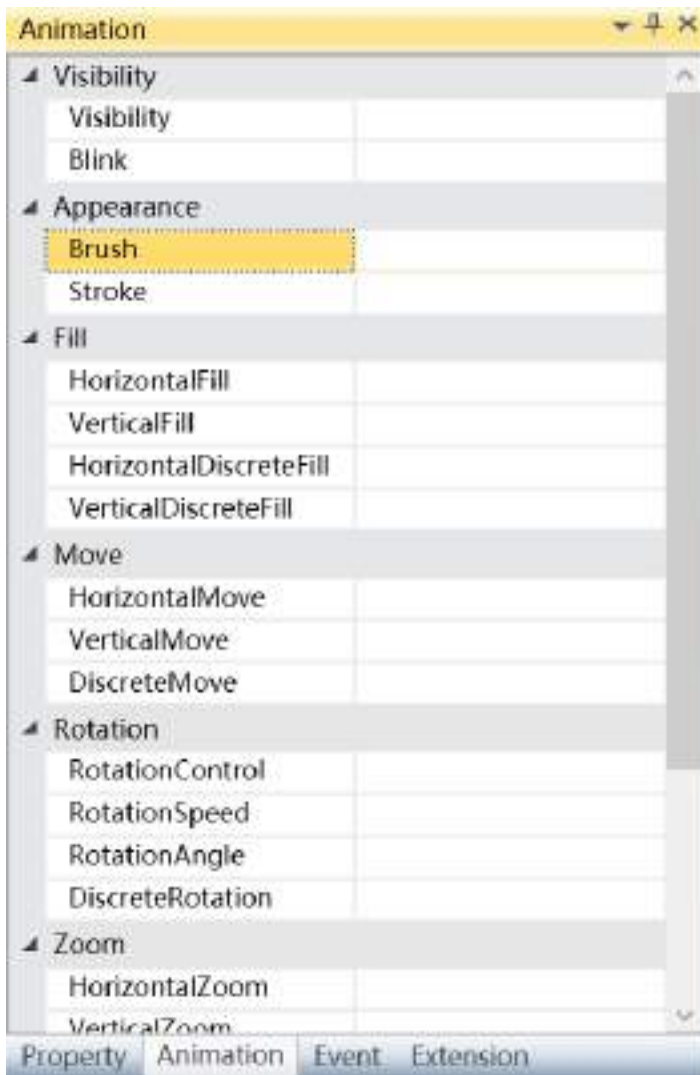 Animation
Visibility
Visibility
Blink
Appearance
Brush
Stroke
Fill
HorizontalFill
VerticalFill
HorizontalDiscreteFill
VerticalDiscreteFill
Move
HorizontalMove
VerticalMove
DiscreteMove
Rotation
RotationControl
RotationSpeed
RotationAngle
DiscreteRotation
Zoom
HorizontalZoom
VerticalZoom
Property Animation Event Extension